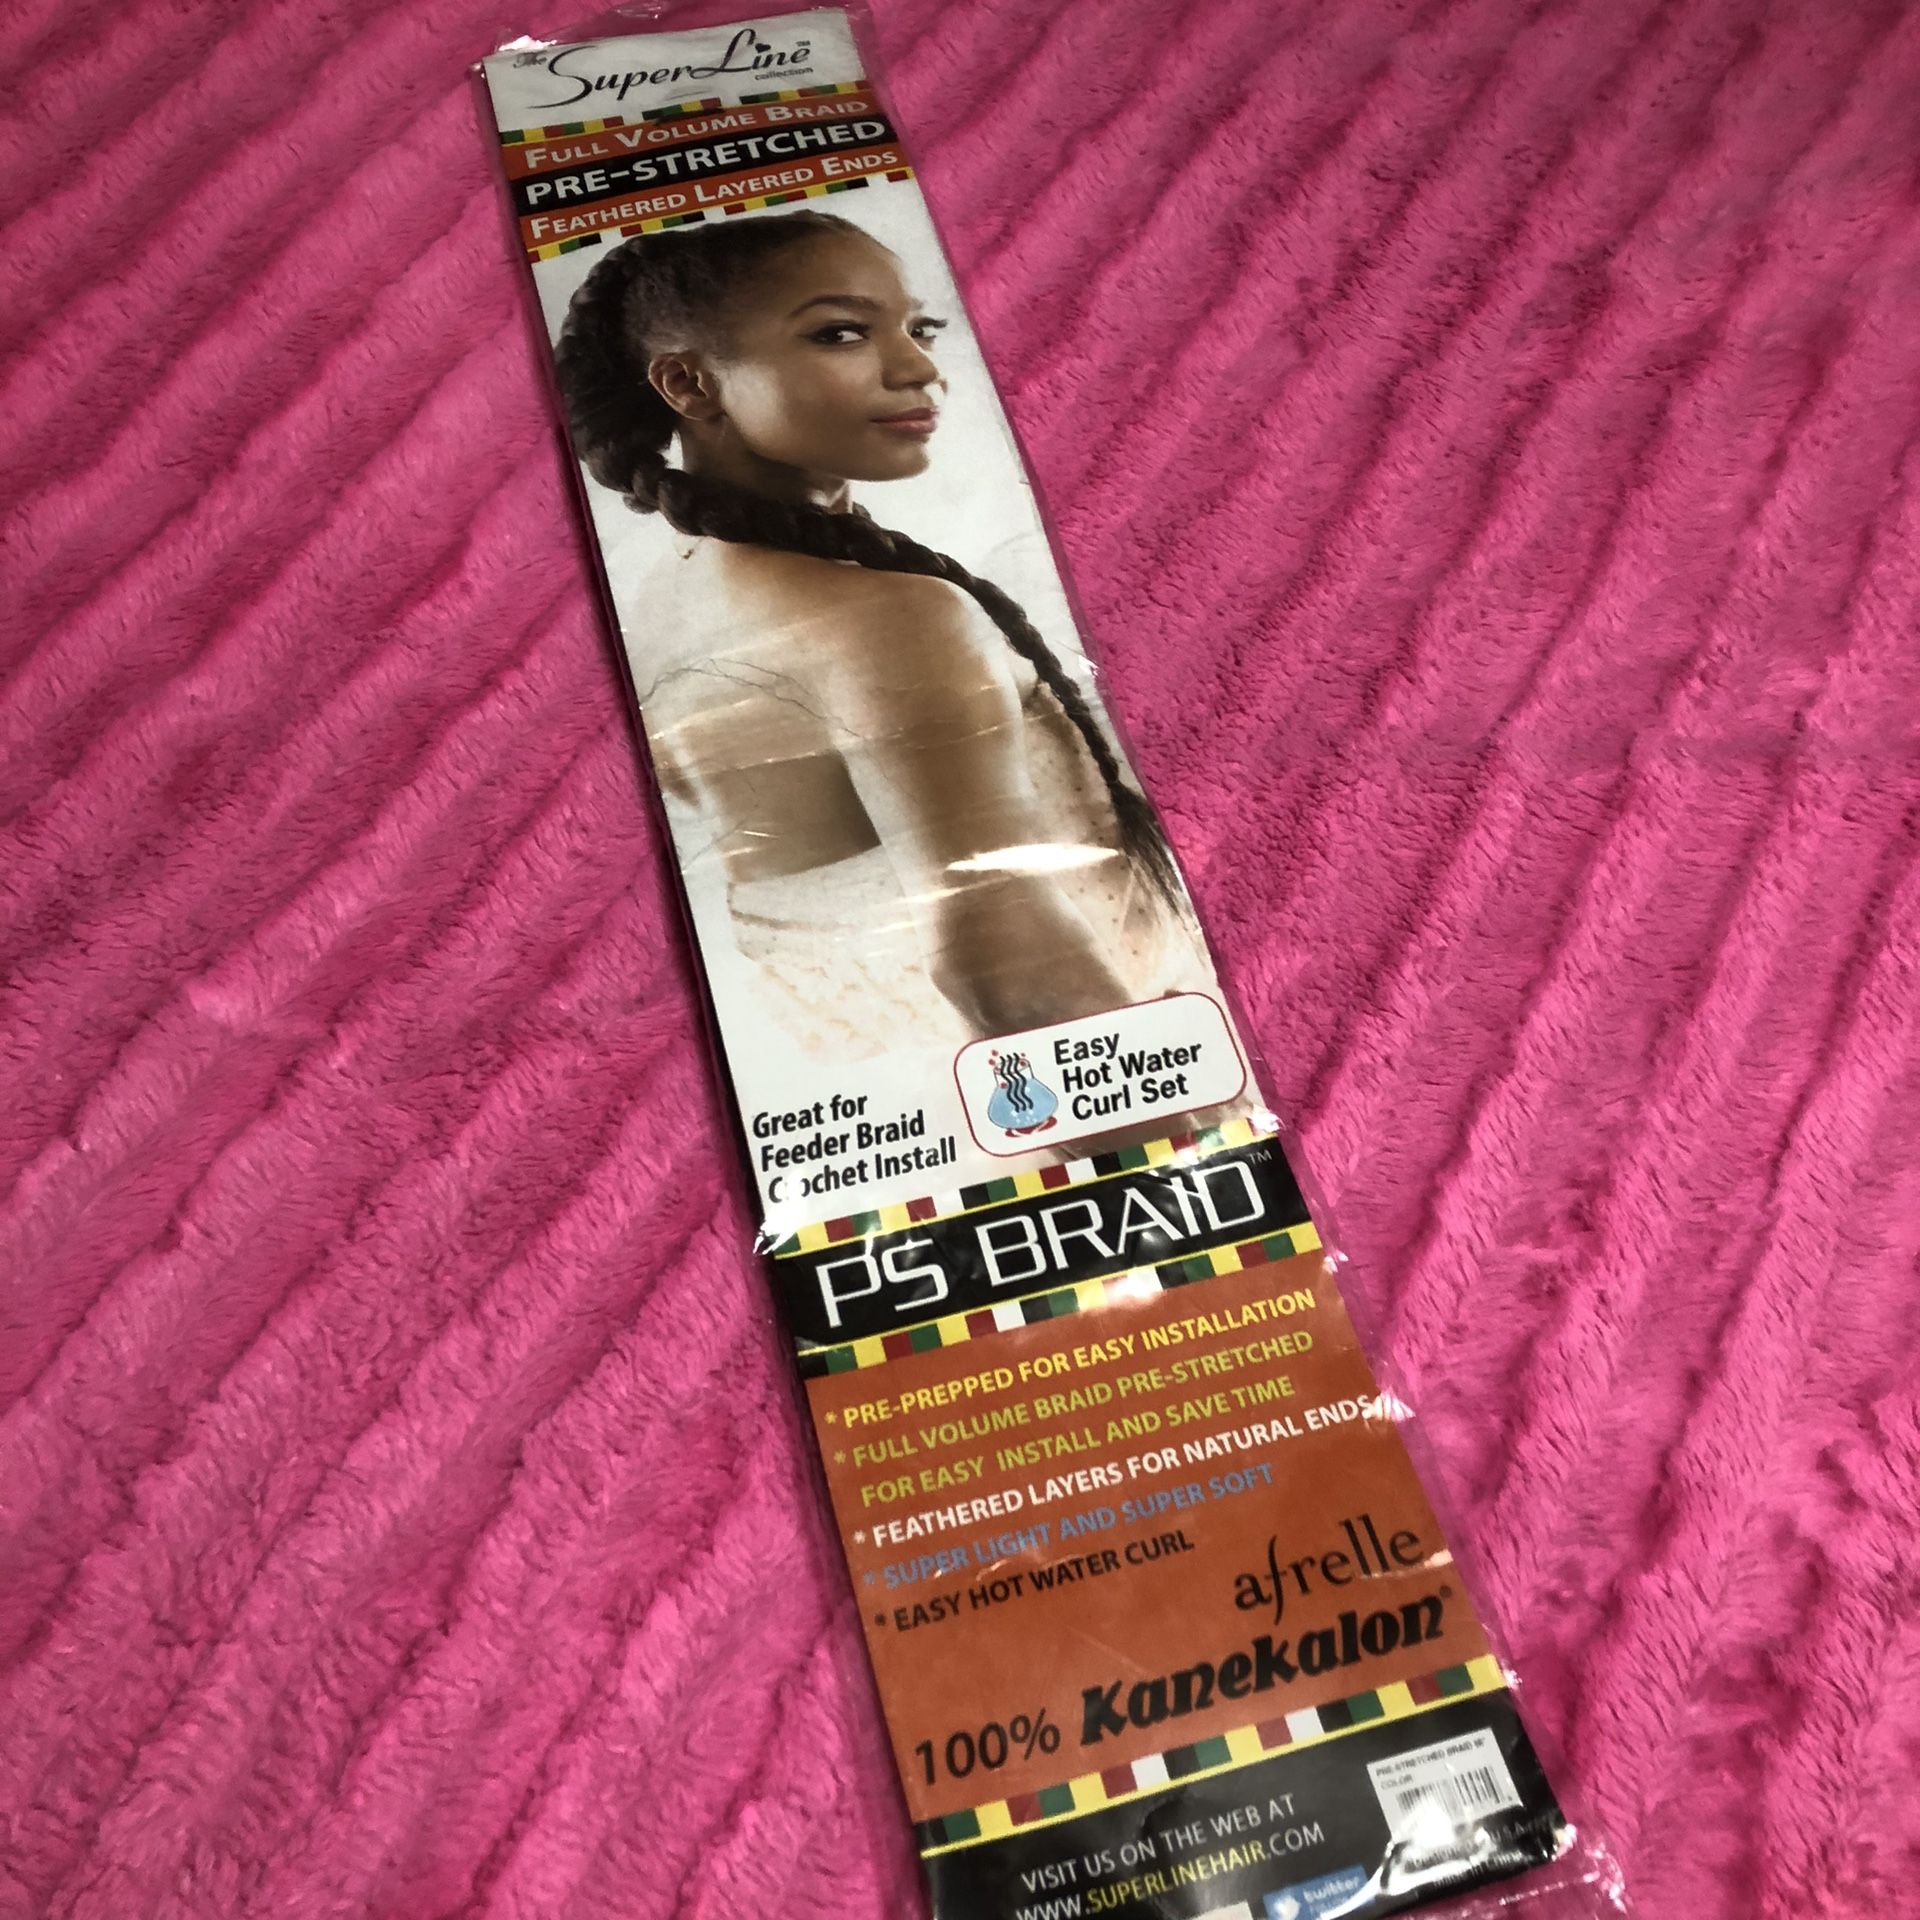 The SuperLine™
collection
FULL VOLUME BRAID
PRE-STRETCHED
FEATHERED LAYERED ENDS
Easy
Hot Water
Curl Set
Great for
Feeder Braid
Crochet Install
PS BRAID™
* PRE-PREPPED FOR EASY INSTALLATION
* FULL VOLUME BRAID PRE-STRETCHED
FOR EASY INSTALL AND SAVE TIME
* FEATHERED LAYERS FOR NATURAL ENDS
* SUPER LIGHT AND SUPER SOFT
* EASY HOT WATER CURL
afrelle
100% Kanekalon®
PRE-STRETCHED BRAID
COLOR
VISIT US ON THE WEB AT
WWW.SUPERLINEHAIR.COM
twitter